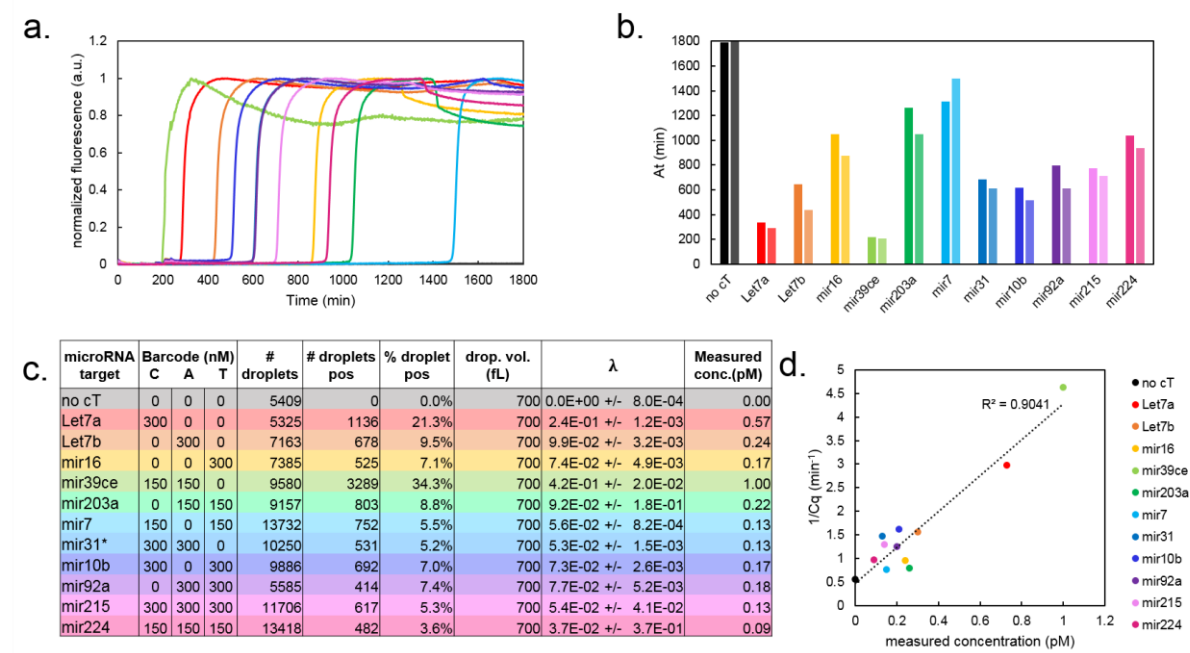 a.
normalized fluorescence (a.u.)
1.2
1
0.8
0.6
0.4
0.2
0
0 200 400 600 800 1000 1200 1400 1600 1800
Time (min)
b.
At (min)
1800
1600
1400
1200
1000
800
600
400
200
0
no cT Let7a Let7b mir16 mir39ce mir203a mir7 mir31 mir10b mir92a mir215 mir224
c.
microRNA target Barcode (nM) C A T # droplets # droplets pos % droplet pos drop. vol. (fL) λ Measured conc.(pM)
no cT 0 0 0 5409 0 0.0% 700 0.0E+00 +/- 8.0E-04 0.00
Let7a 300 0 0 5325 1136 21.3% 700 2.4E-01 +/- 1.2E-03 0.57
Let7b 0 300 0 7163 678 9.5% 700 9.9E-02 +/- 3.2E-03 0.24
mir16 0 0 300 7385 525 7.1% 700 7.4E-02 +/- 4.9E-03 0.17
mir39ce 150 150 0 9580 3289 34.3% 700 4.2E-01 +/- 2.0E-02 1.00
mir203a 0 150 150 9157 803 8.8% 700 9.2E-02 +/- 1.8E-01 0.22
mir7 150 0 150 13732 752 5.5% 700 5.6E-02 +/- 8.2E-04 0.13
mir31* 300 300 0 10250 531 5.2% 700 5.3E-02 +/- 1.5E-03 0.13
mir10b 300 0 300 9886 692 7.0% 700 7.3E-02 +/- 2.6E-03 0.17
mir92a 0 300 300 5585 414 7.4% 700 7.7E-02 +/- 5.2E-03 0.18
mir215 300 300 300 11706 617 5.3% 700 5.4E-02 +/- 4.1E-02 0.13
mir224 150 150 150 13418 482 3.6% 700 3.7E-02 +/- 3.7E-01 0.09
d.
1/Cq (min⁻¹)
5
4.5
4
3.5
3
2.5
2
1.5
1
0.5
0
R² = 0.9041
0 0.2 0.4 0.6 0.8 1 1.2
measured concentration (pM)
no cT
Let7a
Let7b
mir16
mir39ce
mir203a
mir7
mir31
mir10b
mir92a
mir215
mir224